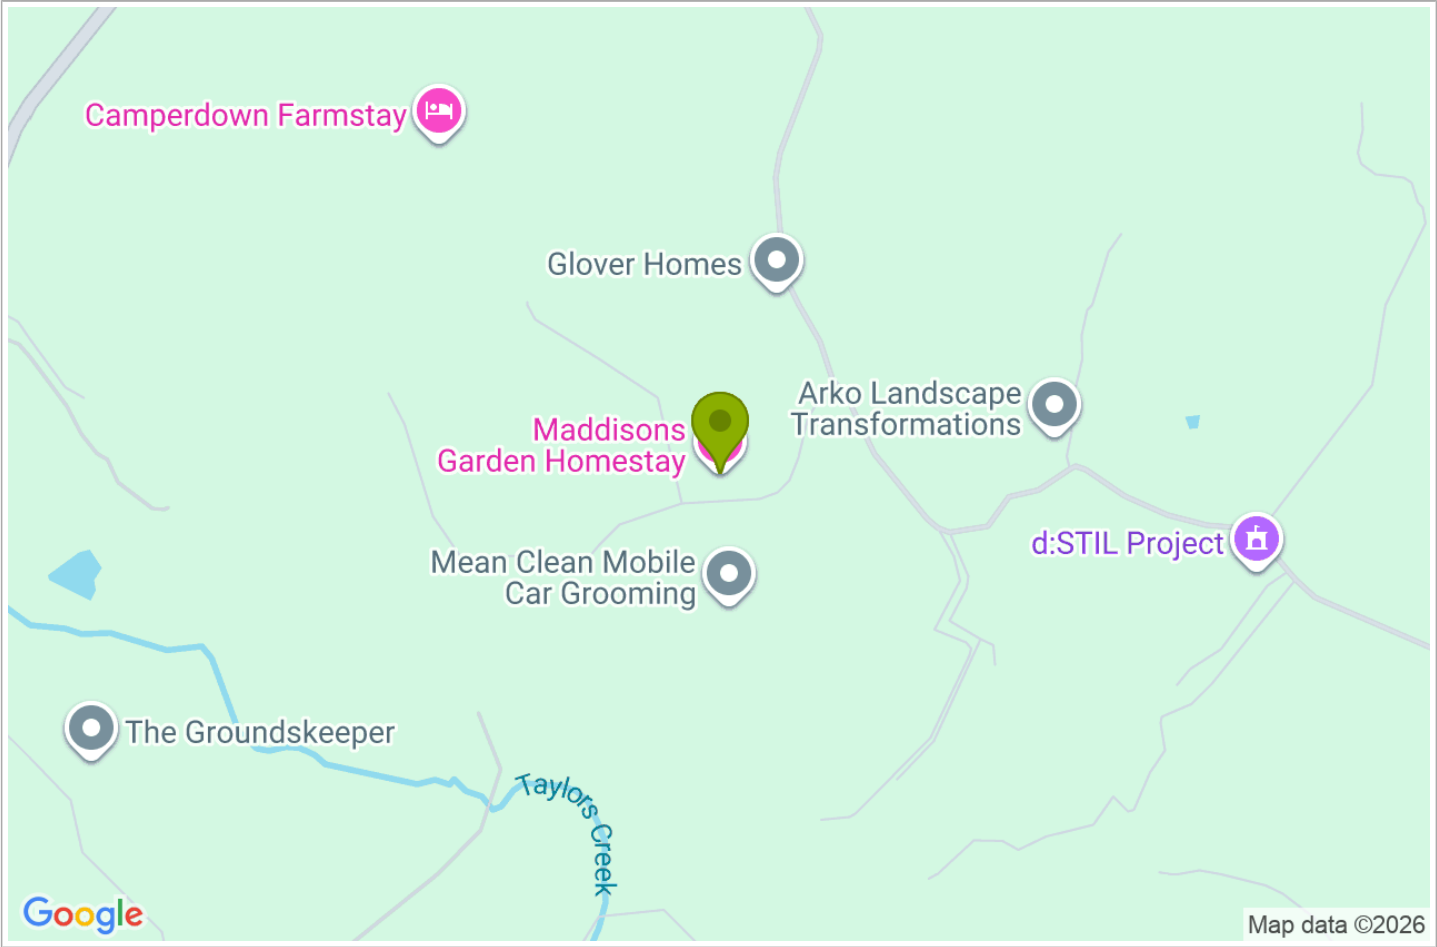 Camperdown Farmstay
Glover Homes
Arko Landscape
Transformations
Maddisons
Garden Homestay
d:STIL Project
Mean Clean Mobile
Car Grooming
The Groundskeeper
Taylors Creek
Google
Map data ©2026